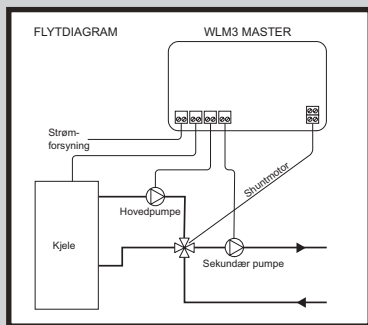 FLYTDIAGRAM
WLM3 MASTER
Strøm-
forsyning
Shuntmotor
Hovedpumpe
Kjele
Sekundær pumpe